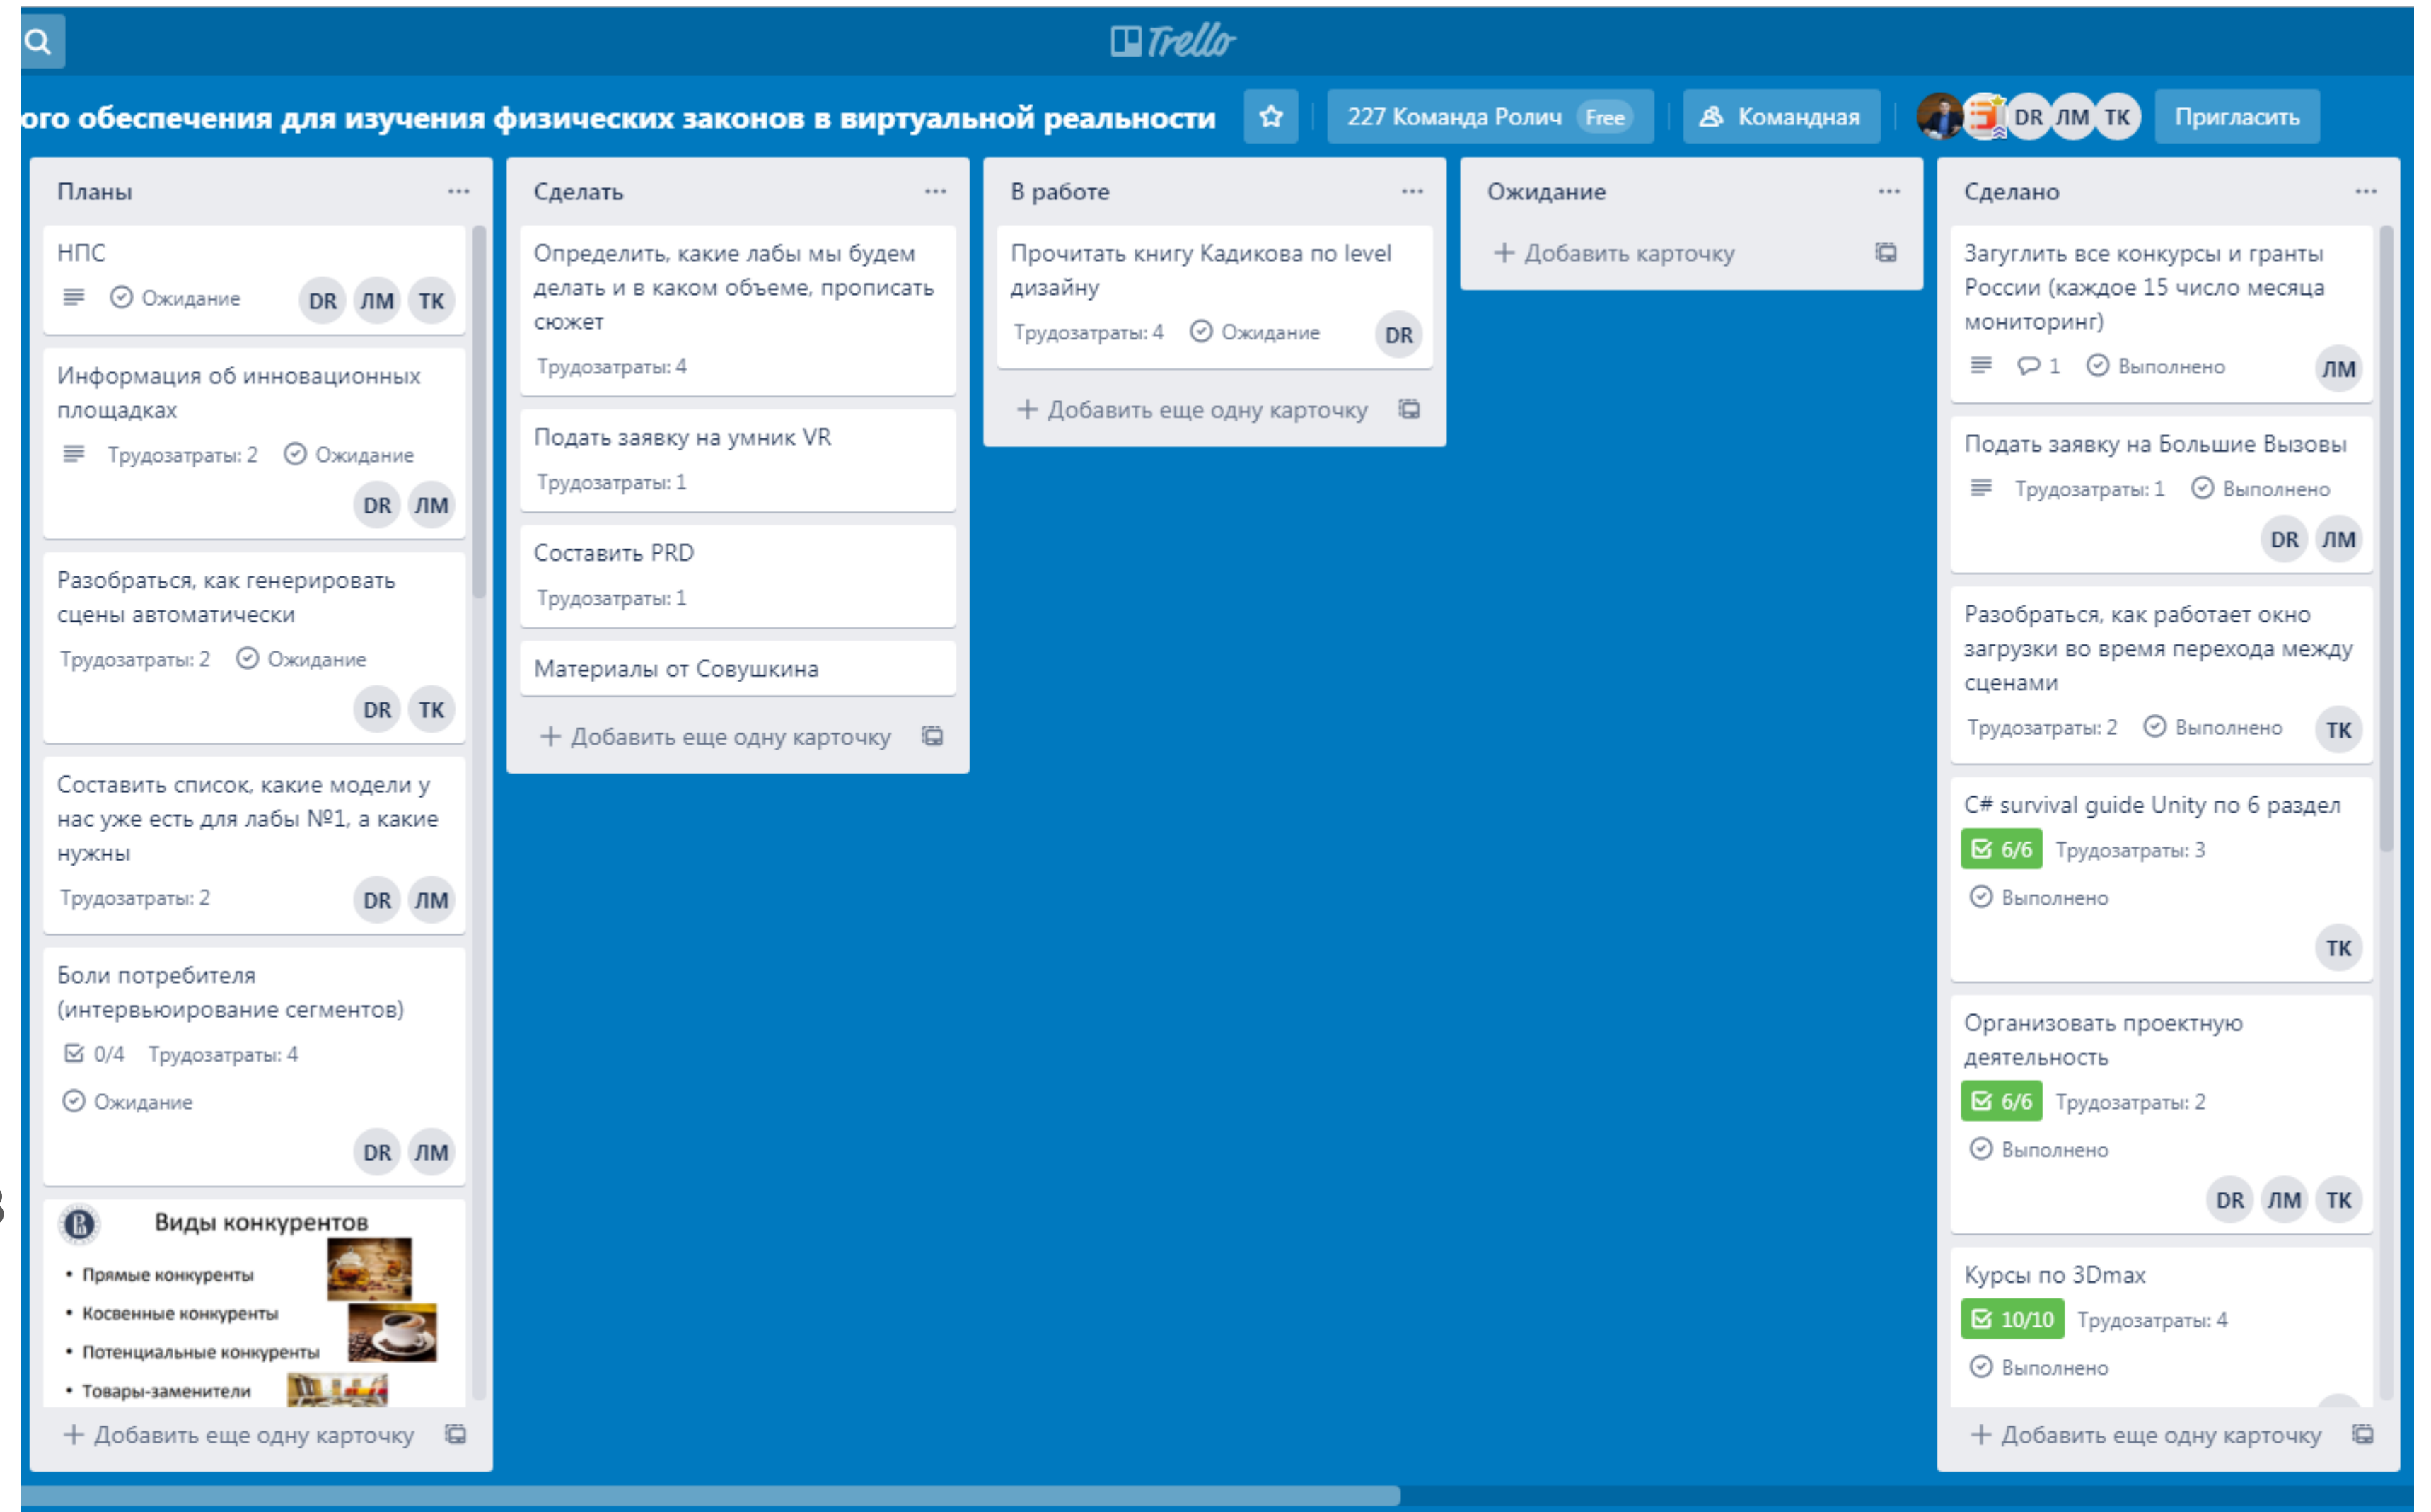 Trello
ого обеспечения для изучения физических законов в виртуальной реальности
227 Команда Ролич Free
Командная
DR ЛМ ТК
Пригласить
Планы
НПС
Ожидание
DR ЛМ ТК
Информация об инновационных
площадках
Трудозатраты: 2 Ожидание
DR ЛМ
Разобраться, как генерировать
сцены автоматически
Трудозатраты: 2 Ожидание
DR ТК
Составить список, какие модели у
нас уже есть для лабы №1, а какие
нужны
Трудозатраты: 2
DR ЛМ
Боли потребителя
(интервьюирование сегментов)
0/4 Трудозатраты: 4
Ожидание
DR ЛМ
Виды конкурентов
• Прямые конкуренты
• Косвенные конкуренты
• Потенциальные конкуренты
• Товары-заменители
+ Добавить еще одну карточку
Сделать
Определить, какие лабы мы будем
делать и в каком объеме, прописать
сюжет
Трудозатраты: 4
Подать заявку на умник VR
Трудозатраты: 1
Составить PRD
Трудозатраты: 1
Материалы от Совушкина
+ Добавить еще одну карточку
В работе
Прочитать книгу Кадикова по level
дизайну
Трудозатраты: 4 Ожидание
DR
+ Добавить еще одну карточку
Ожидание
+ Добавить карточку
Сделано
Загуглить все конкурсы и гранты
России (каждое 15 число месяца
мониторинг)
1 Выполнено
ЛМ
Подать заявку на Большие Вызовы
Трудозатраты: 1 Выполнено
DR ЛМ
Разобраться, как работает окно
загрузки во время перехода между
сценами
Трудозатраты: 2 Выполнено
ТК
C# survival guide Unity по 6 раздел
6/6 Трудозатраты: 3
Выполнено
ТК
Организовать проектную
деятельность
6/6 Трудозатраты: 2
Выполнено
DR ЛМ ТК
Курсы по 3Dmax
10/10 Трудозатраты: 4
Выполнено
+ Добавить еще одну карточку